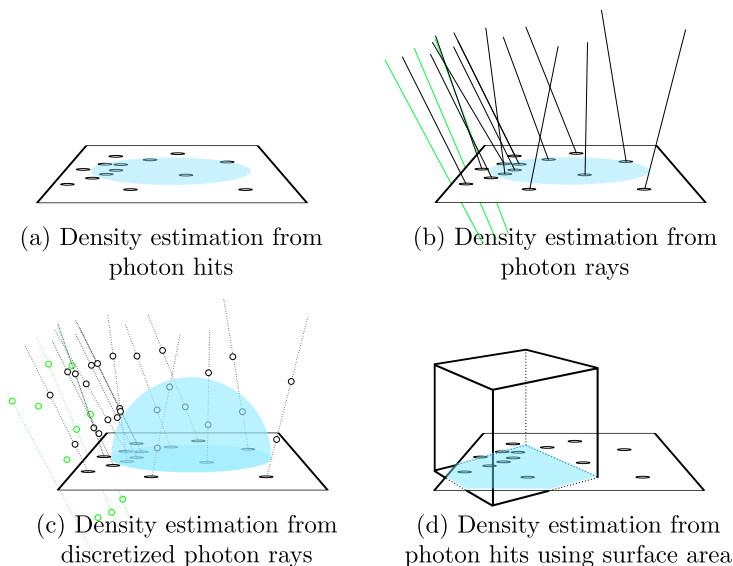 (a) Density estimation from
photon hits
(b) Density estimation from
photon rays
(c) Density estimation from
discretized photon rays
(d) Density estimation from
photon hits using surface area